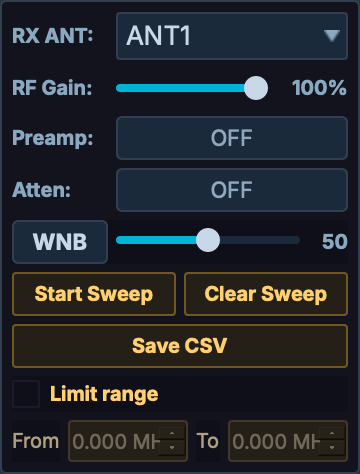 RX ANT: ANT1
RF Gain: 100%
Preamp: OFF
Atten: OFF
WNB 50
Start Sweep Clear Sweep
Save CSV
Limit range
From 0.000 MH To 0.000 MH